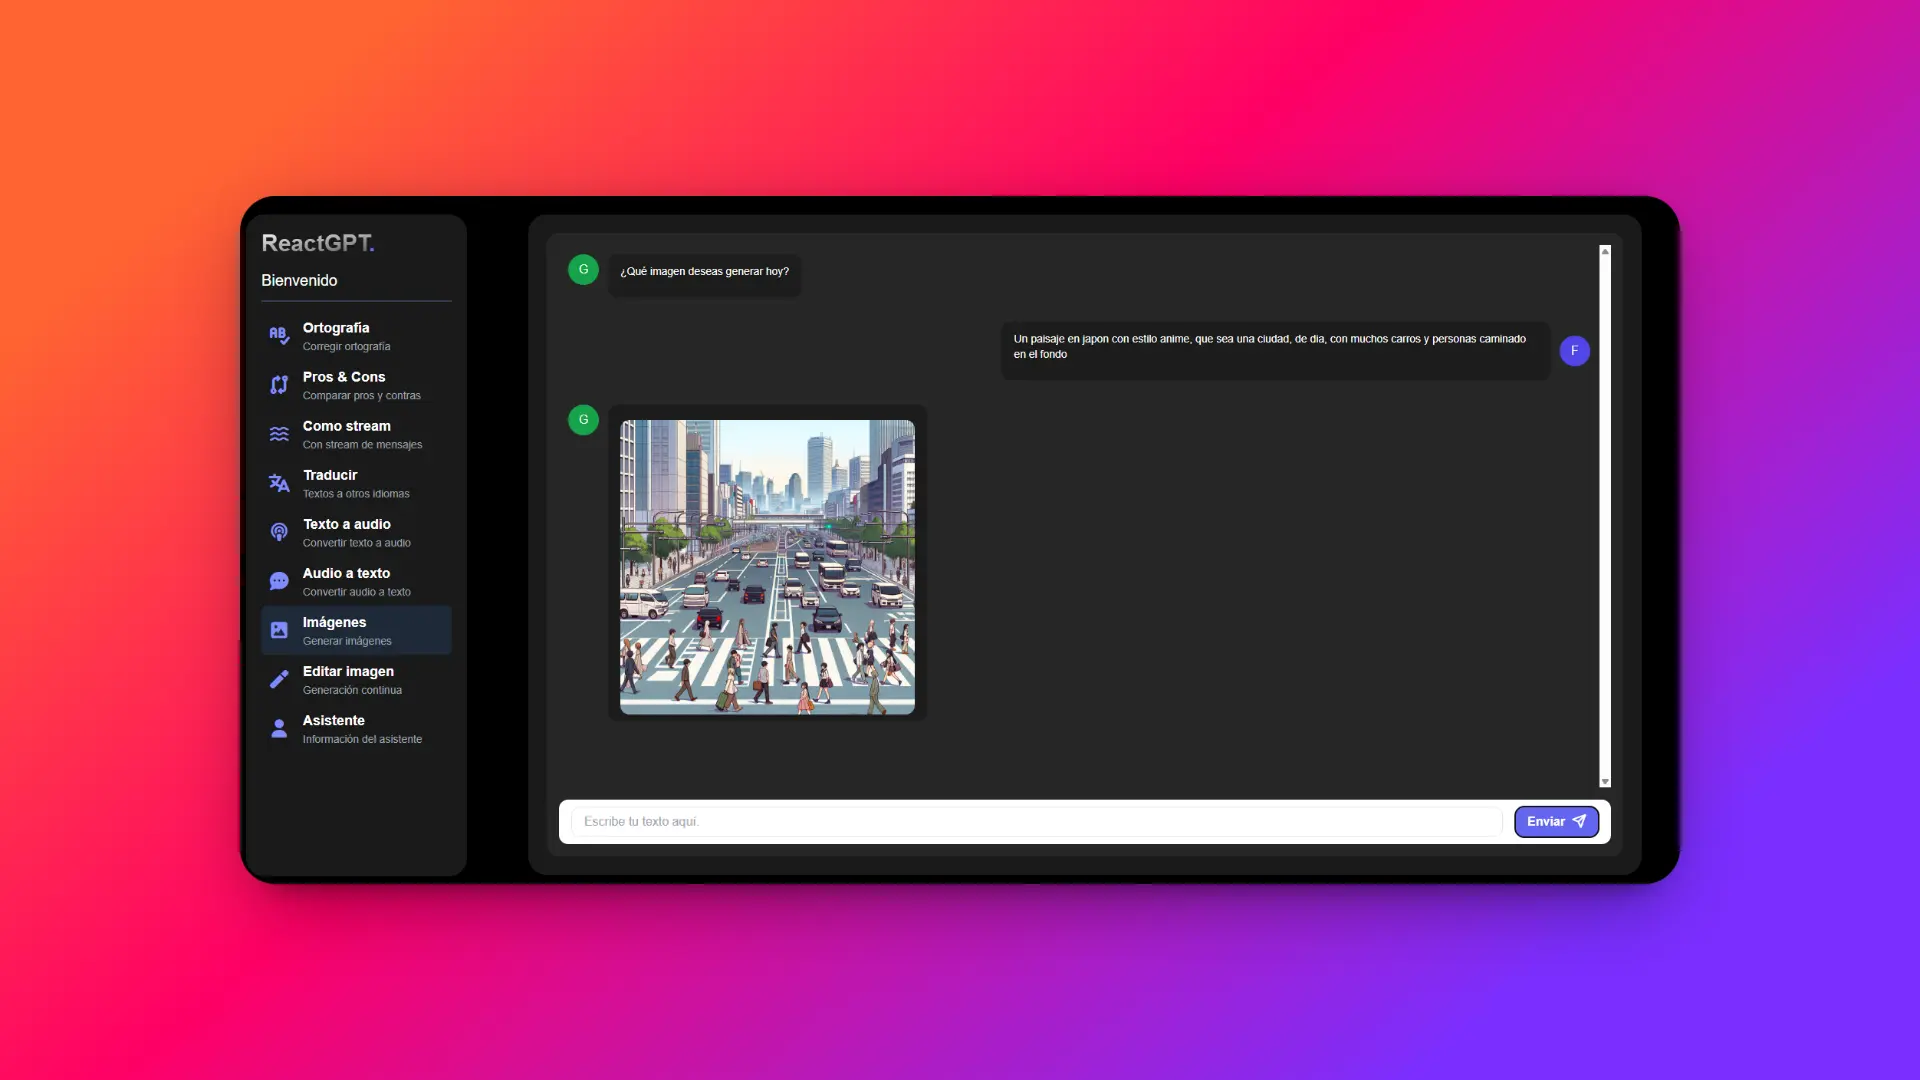 ReactGPT.
Bienvenido
Ortografia
Corregir ortografía
Pros & Cons
Comparar pros y contras
Como stream
Con stream de mensajes
Traducir
Textos a otros idiomas
Texto a audio
Convertir texto a audio
Audio a texto
Convertir audio a texto
Imágenes
Generar imágenes
Editar imagen
Generación continua
Asistente
Información del asistente
G
¿Qué imagen deseas generar hoy?
Un paisaje en japon con estilo anime, que sea una ciudad, de dia, con muchos carros y personas caminado
en el fondo
F
G
Escribe tu texto aquí.
Enviar